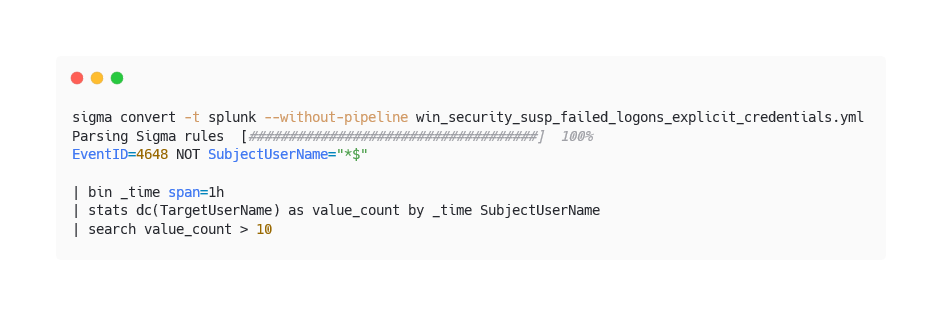 sigma convert -t splunk --without-pipeline win_security_susp_failed_logons_explicit_credentials.yml
Parsing Sigma rules  [####################################]  100%
EventID=4648 NOT SubjectUserName="*$"
| bin _time span=1h
| stats dc(TargetUserName) as value_count by _time SubjectUserName
| search value_count > 10